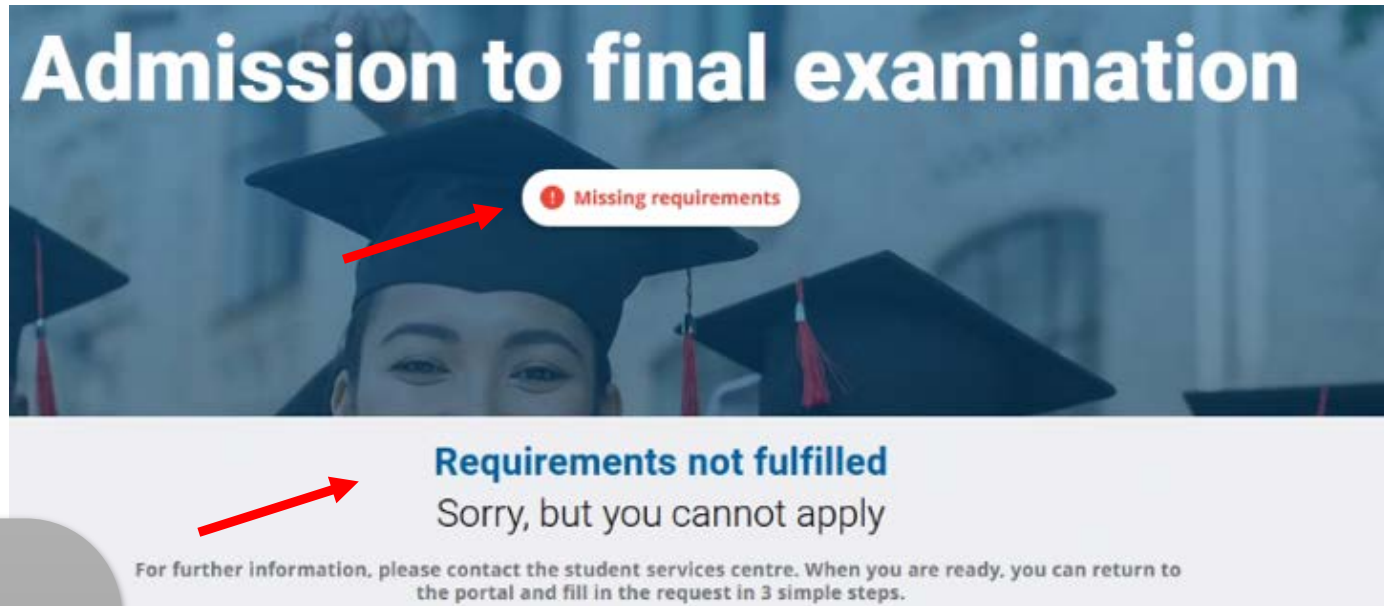 Admission to final examination
Missing requirements
Requirements not fulfilled
Sorry, but you cannot apply
For further information, please contact the student services centre. When you are ready, you can return to
the portal and fill in the request in 3 simple steps.